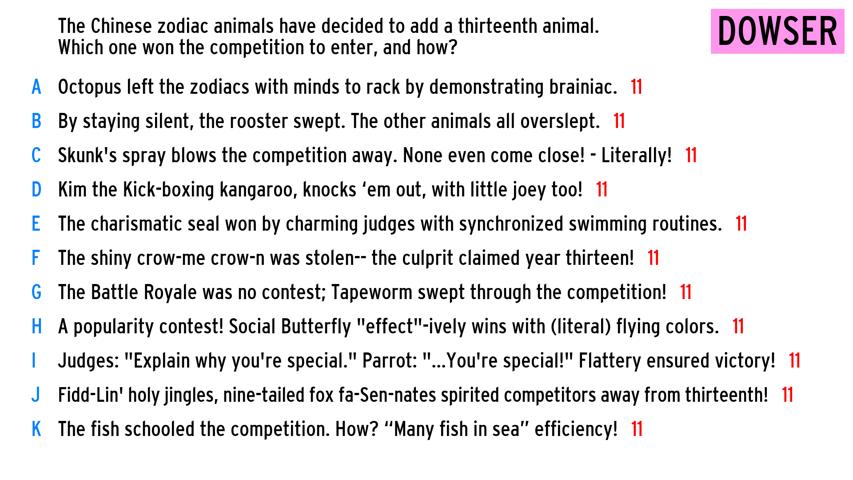 The Chinese zodiac animals have decided to add a thirteenth animal.
Which one won the competition to enter, and how?
DOWSER
A Octopus left the zodiacs with minds to rack by demonstrating brainiac. 11
B By staying silent, the rooster swept. The other animals all overslept. 11
C Skunk's spray blows the competition away. None even come close! - Literally! 11
D Kim the Kick-boxing kangaroo, knocks ‘em out, with little joey too! 11
E The charismatic seal won by charming judges with synchronized swimming routines. 11
F The shiny crow-me crow-n was stolen-- the culprit claimed year thirteen! 11
G The Battle Royale was no contest; Tapeworm swept through the competition! 11
H A popularity contest! Social Butterfly "effect"-ively wins with (literal) flying colors. 11
I Judges: "Explain why you're special." Parrot: "...You're special!" Flattery ensured victory! 11
J Fidd-Lin' holy jingles, nine-tailed fox fa-Sen-nates spirited competitors away from thirteenth! 11
K The fish schooled the competition. How? “Many fish in sea” efficiency! 11